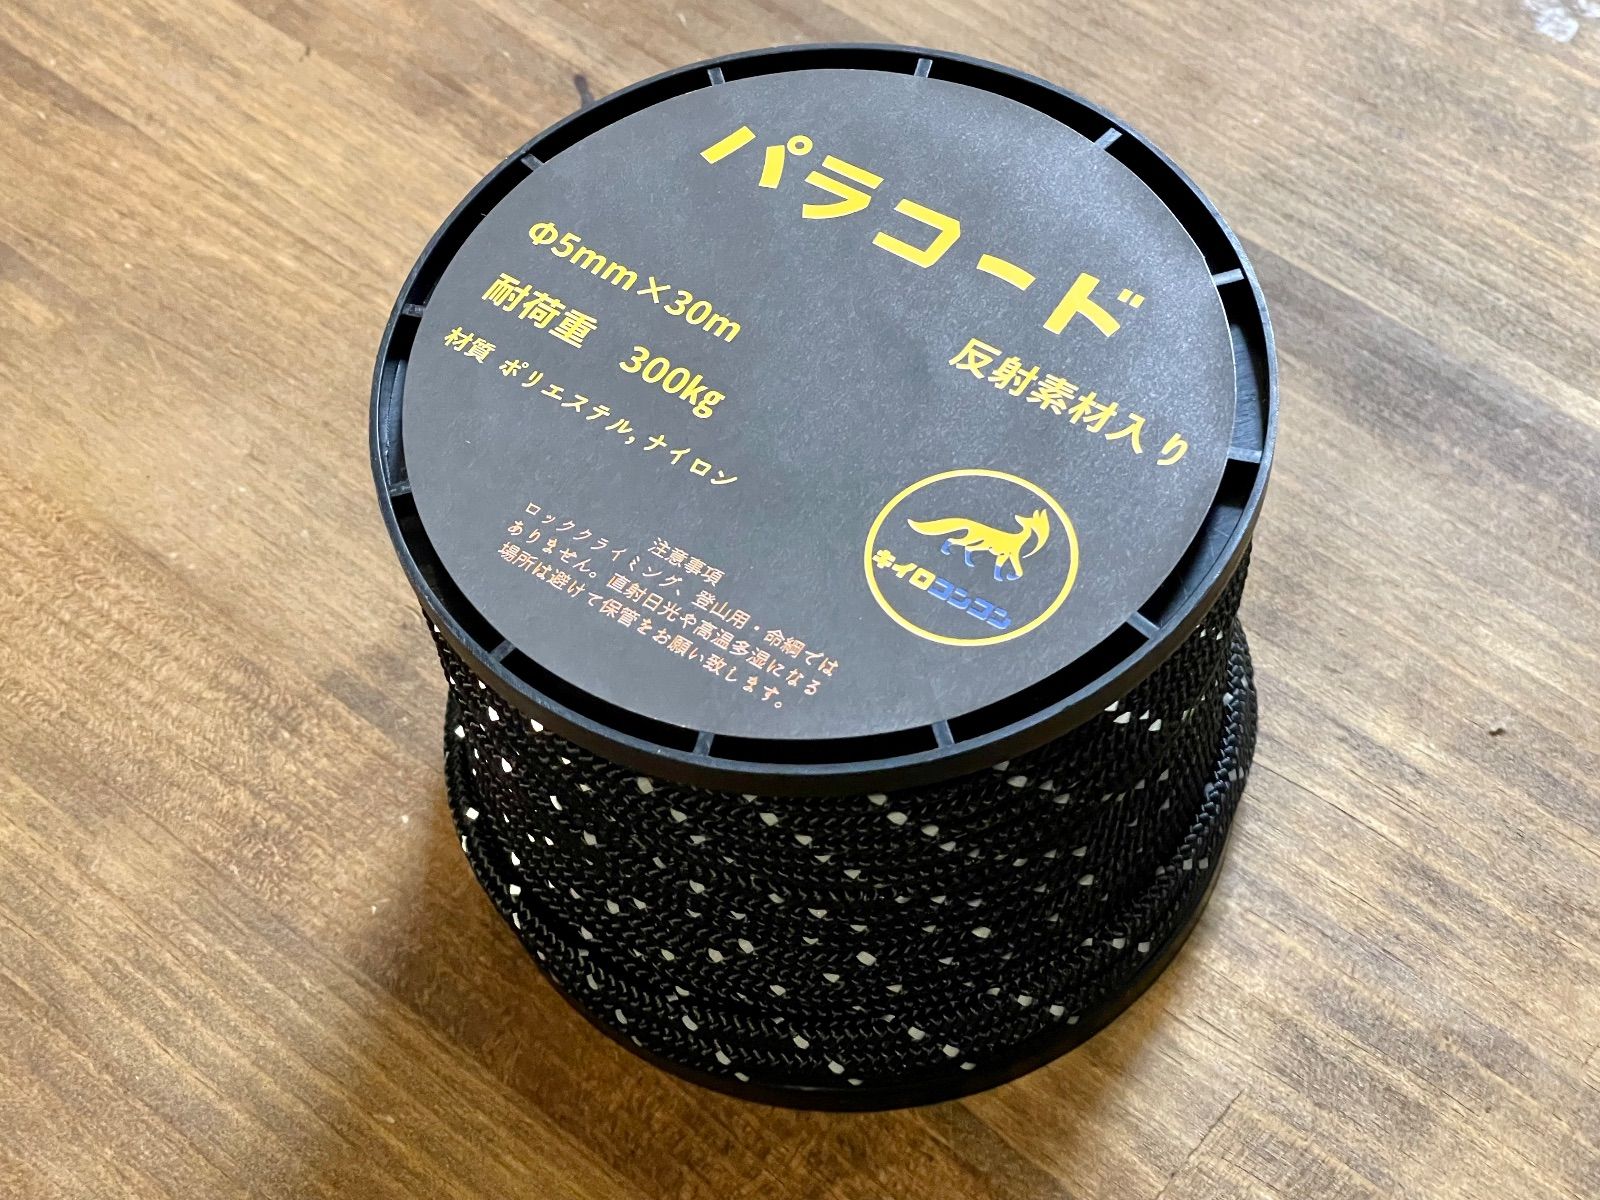 パラコード
反射素材入り
Φ5mm×30m
耐荷重 300kg
材質 ポリエステル,ナイロン
注意事項
ロッククライミング、登山用・命綱では
ありません。直射日光や高温多湿になる
場所は避けて保管をお願い致します。
キイロコンコン